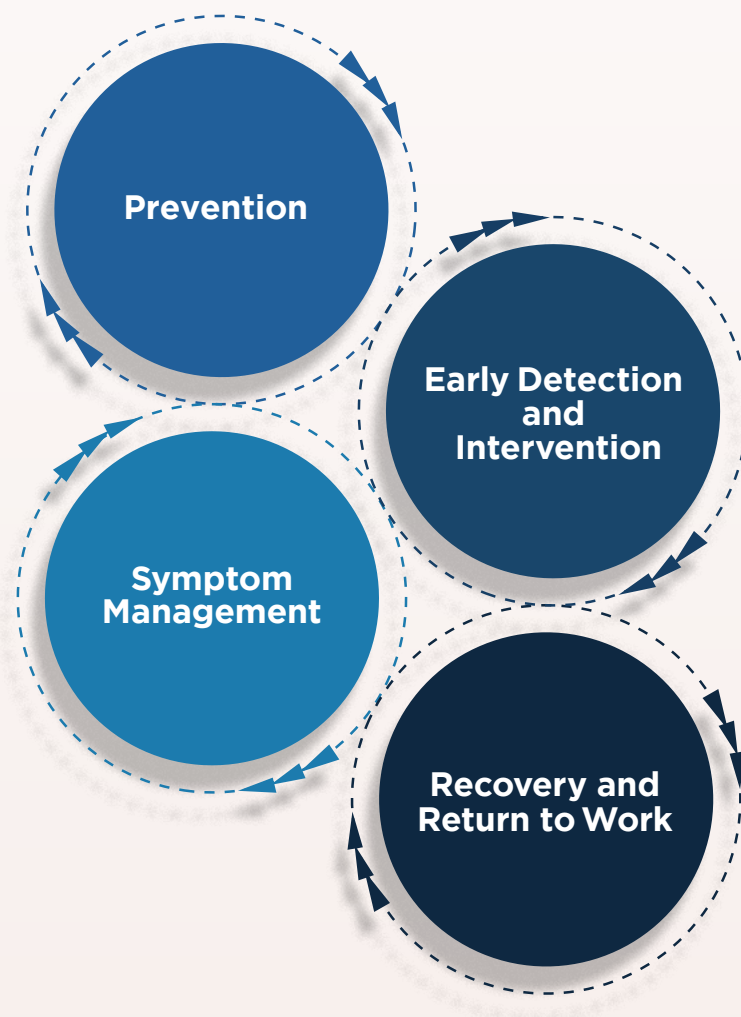 Prevention
Early Detection
and
Intervention
Symptom
Management
Recovery and
Return to Work